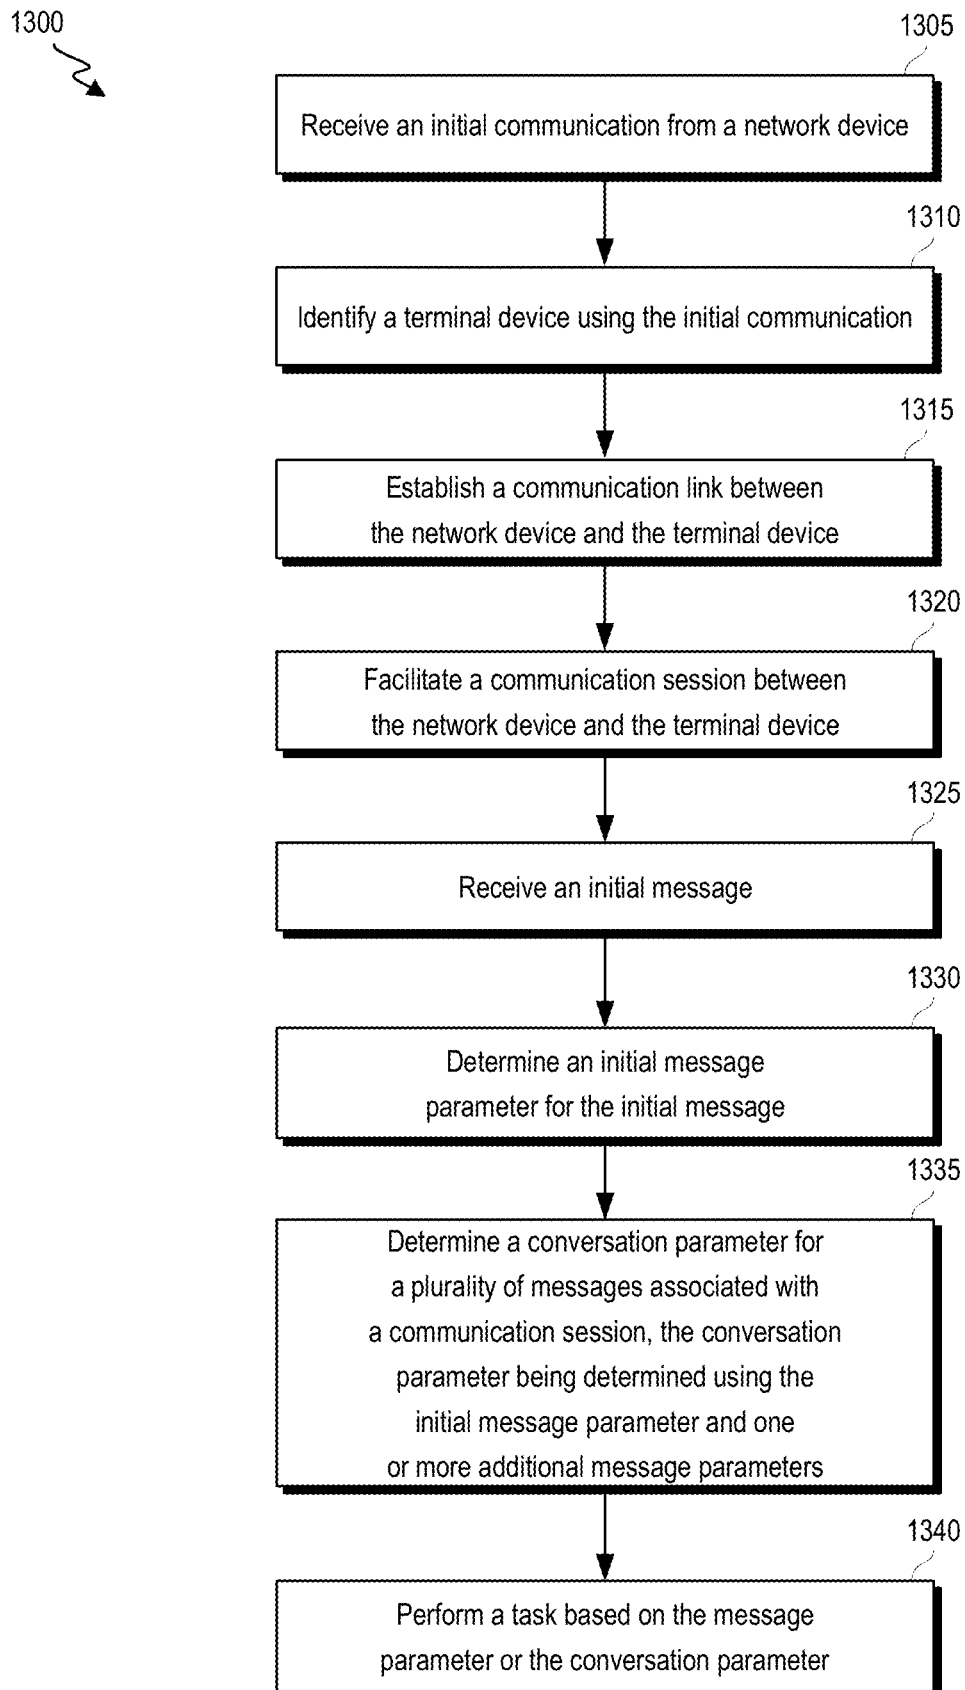 1300
1305
Receive an initial communication from a network device
1310
Identify a terminal device using the initial communication
1315
Establish a communication link between
the network device and the terminal device
1320
Facilitate a communication session between
the network device and the terminal device
1325
Receive an initial message
1330
Determine an initial message
parameter for the initial message
1335
Determine a conversation parameter for
a plurality of messages associated with
a communication session, the conversation
parameter being determined using the
initial message parameter and one
or more additional message parameters
1340
Perform a task based on the message
parameter or the conversation parameter